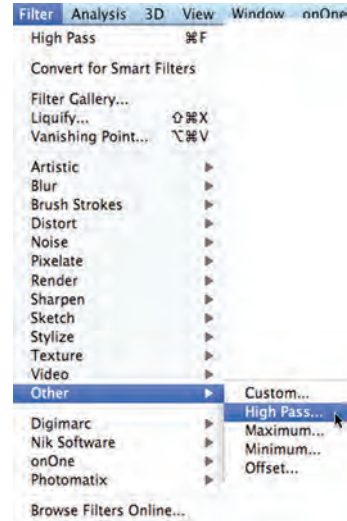 Filter Analysis 3D View Window onOne
High Pass ⌘F
Convert for Smart Filters
Filter Gallery...
Liquify... ⇧⌘X
Vanishing Point... ⌥⌘V
Artistic
Blur
Brush Strokes
Distort
Noise
Pixelate
Render
Sharpen
Sketch
Stylize
Texture
Video
Other
Custom...
High Pass...
Maximum...
Minimum...
Offset...
Digimarc
Nik Software
onOne
Photomatix
Browse Filters Online...